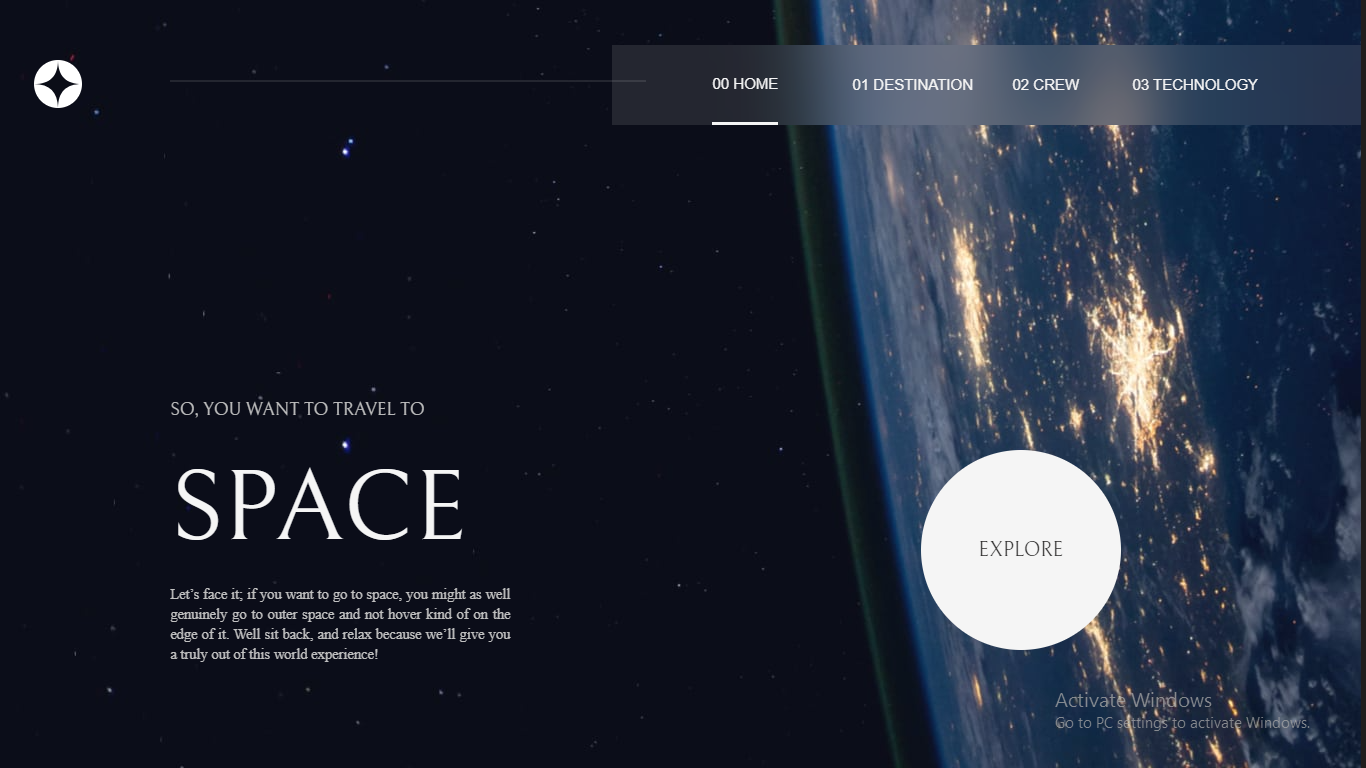 00 HOME 01 DESTINATION 02 CREW 03 TECHNOLOGY
SO, YOU WANT TO TRAVEL TO
SPACE
Let’s face it; if you want to go to space, you might as well
genuinely go to outer space and not hover kind of on the
edge of it. Well sit back, and relax because we’ll give you
a truly out of this world experience!
EXPLORE
Activate Windows
Go to PC settings to activate Windows.